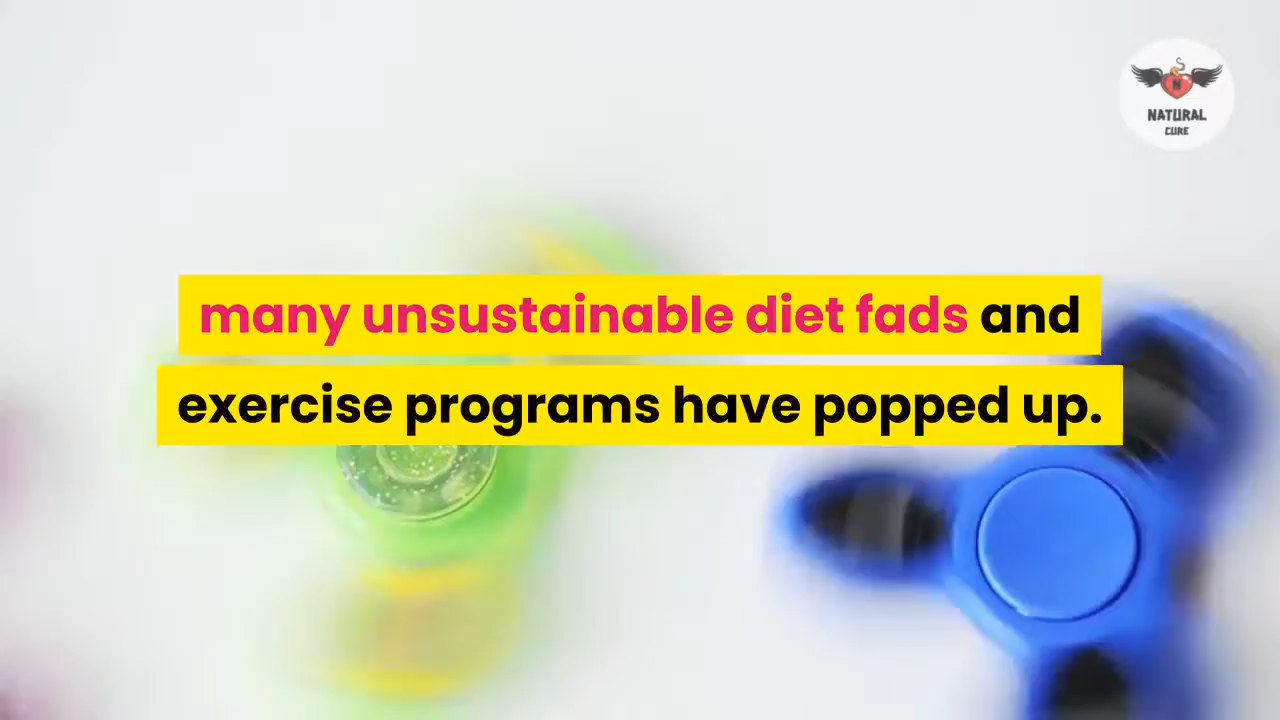 NATURAL
CURE
many unsustainable diet fads and
exercise programs have popped up.